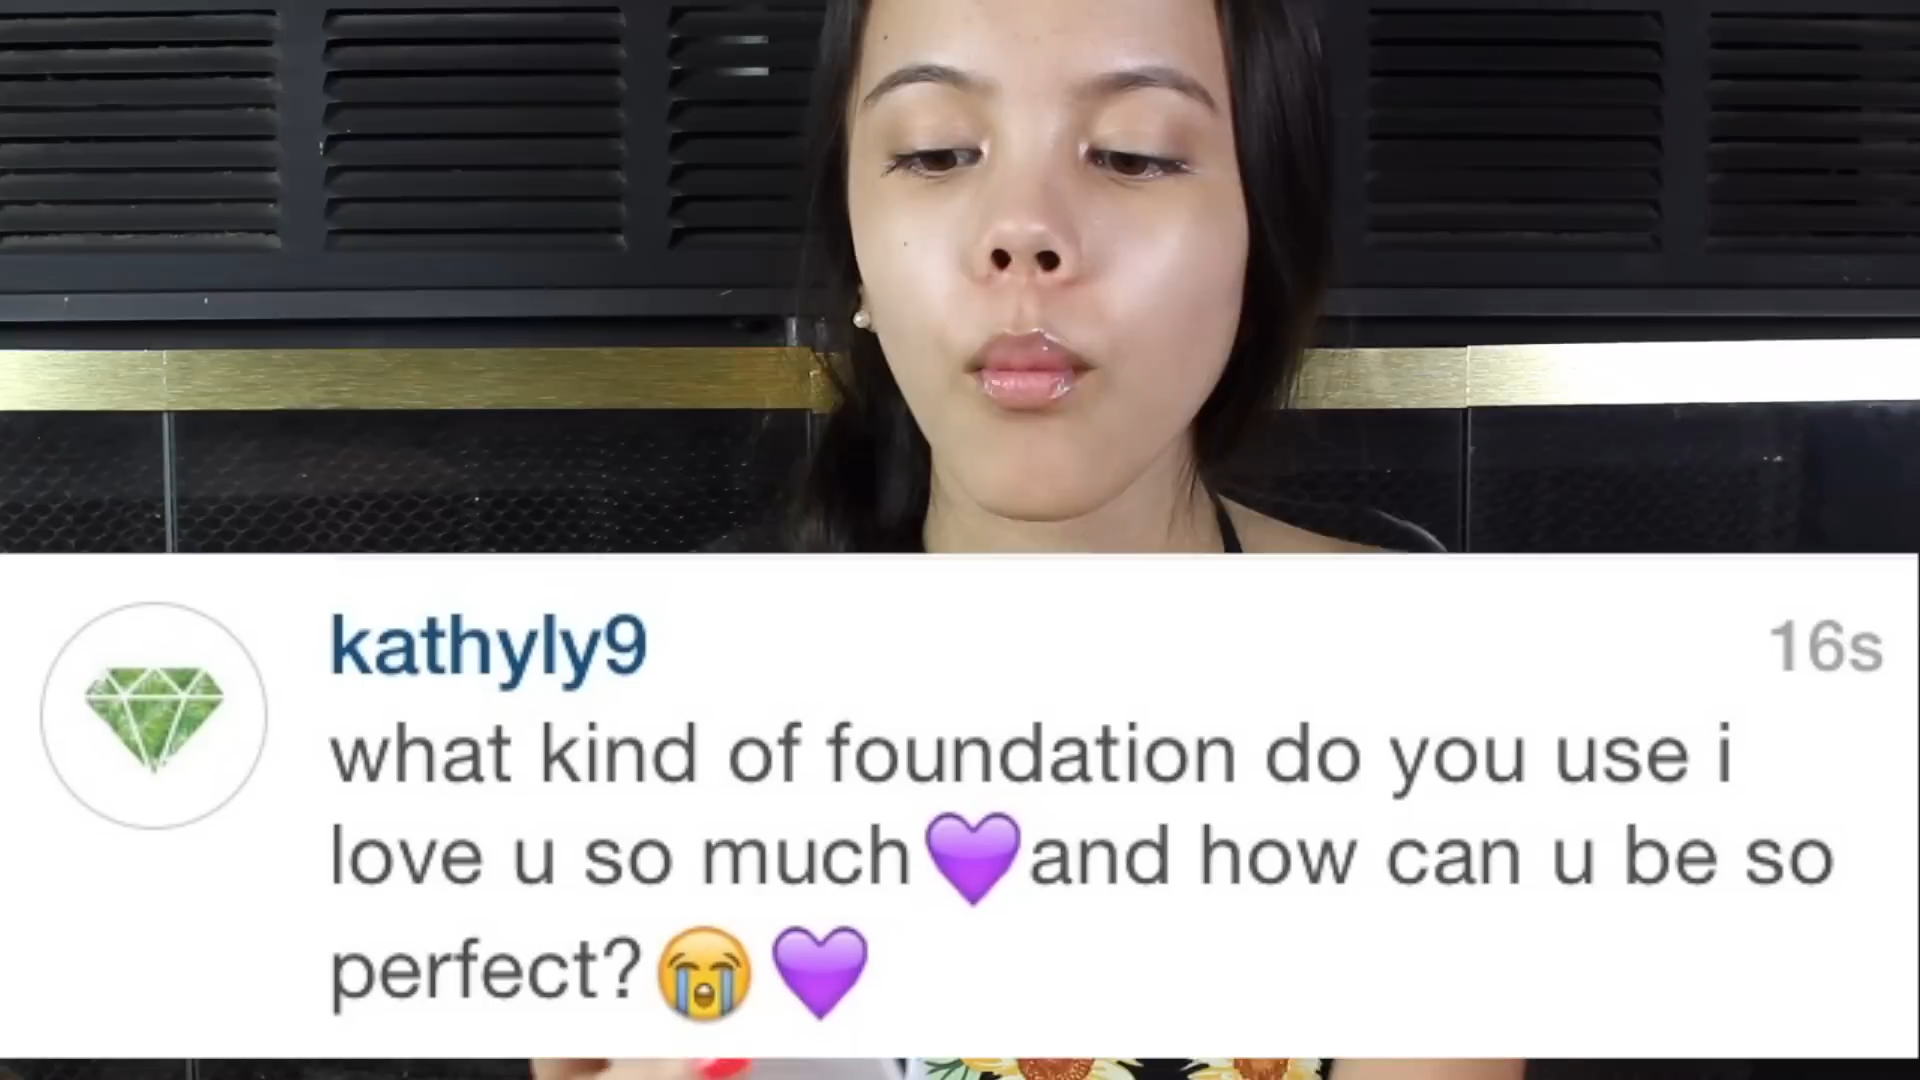 kathyly9
16s
what kind of foundation do you use i
love u so much💜and how can u be so
perfect?😭💜